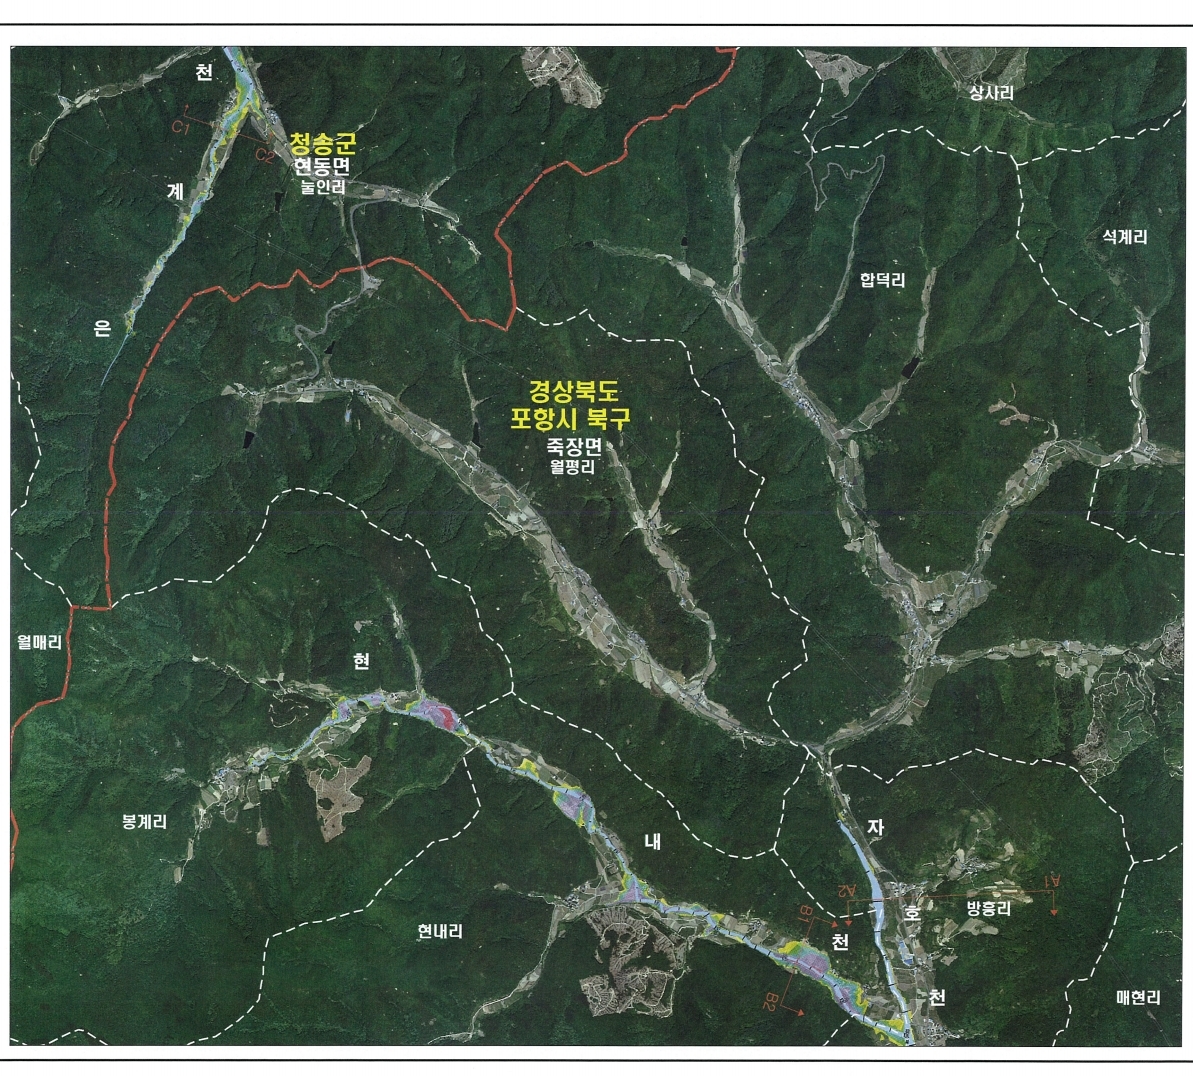 천
상사리
C1
C2
청송군
현동면
눌인리
계
석계리
합덕리
은
경상북도
포항시 북구
죽장면
월평리
월매리
현
봉계리
자
내
A2
A1
B1
호
방흥리
현내리
천
B2
천
매현리